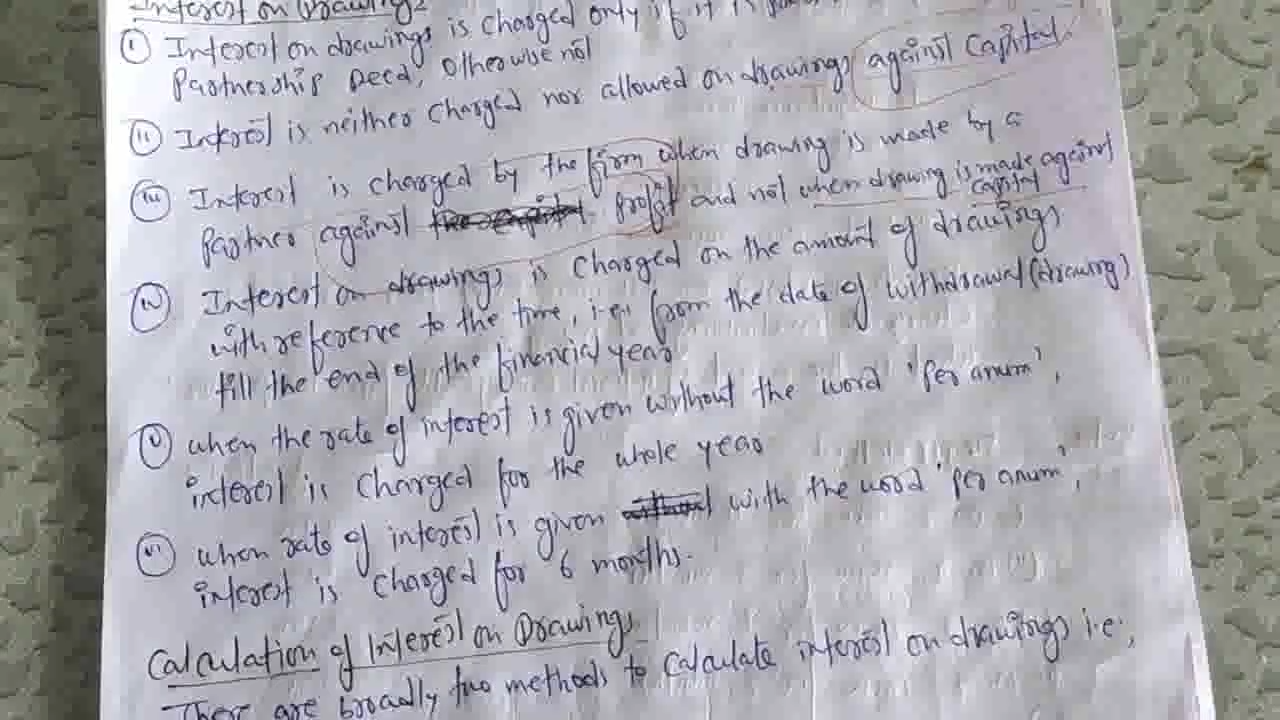 Interest on Drawings
(i) Interest on drawings is charged only if it is
Partnership Deed, Otherwise not
(ii) Interest is neither charged nor allowed on drawings against Capital.
(iii) Interest is charged by the firm when drawing is made by a
Partner against profit and not when drawing is made against
capital
(iv) Interest on drawings is charged on the amount of drawings
with reference to the time, i.e. from the date of withdrawal (drawing)
till the end of the financial year
(v) when the rate of interest is given without the word 'per anum',
interest is charged for the whole year
(vi) when rate of interest is given with the word 'per anum',
interest is charged for 6 months.
Calculation of Interest on Drawings
There are broadly two methods to Calculate interest on drawings i.e.,